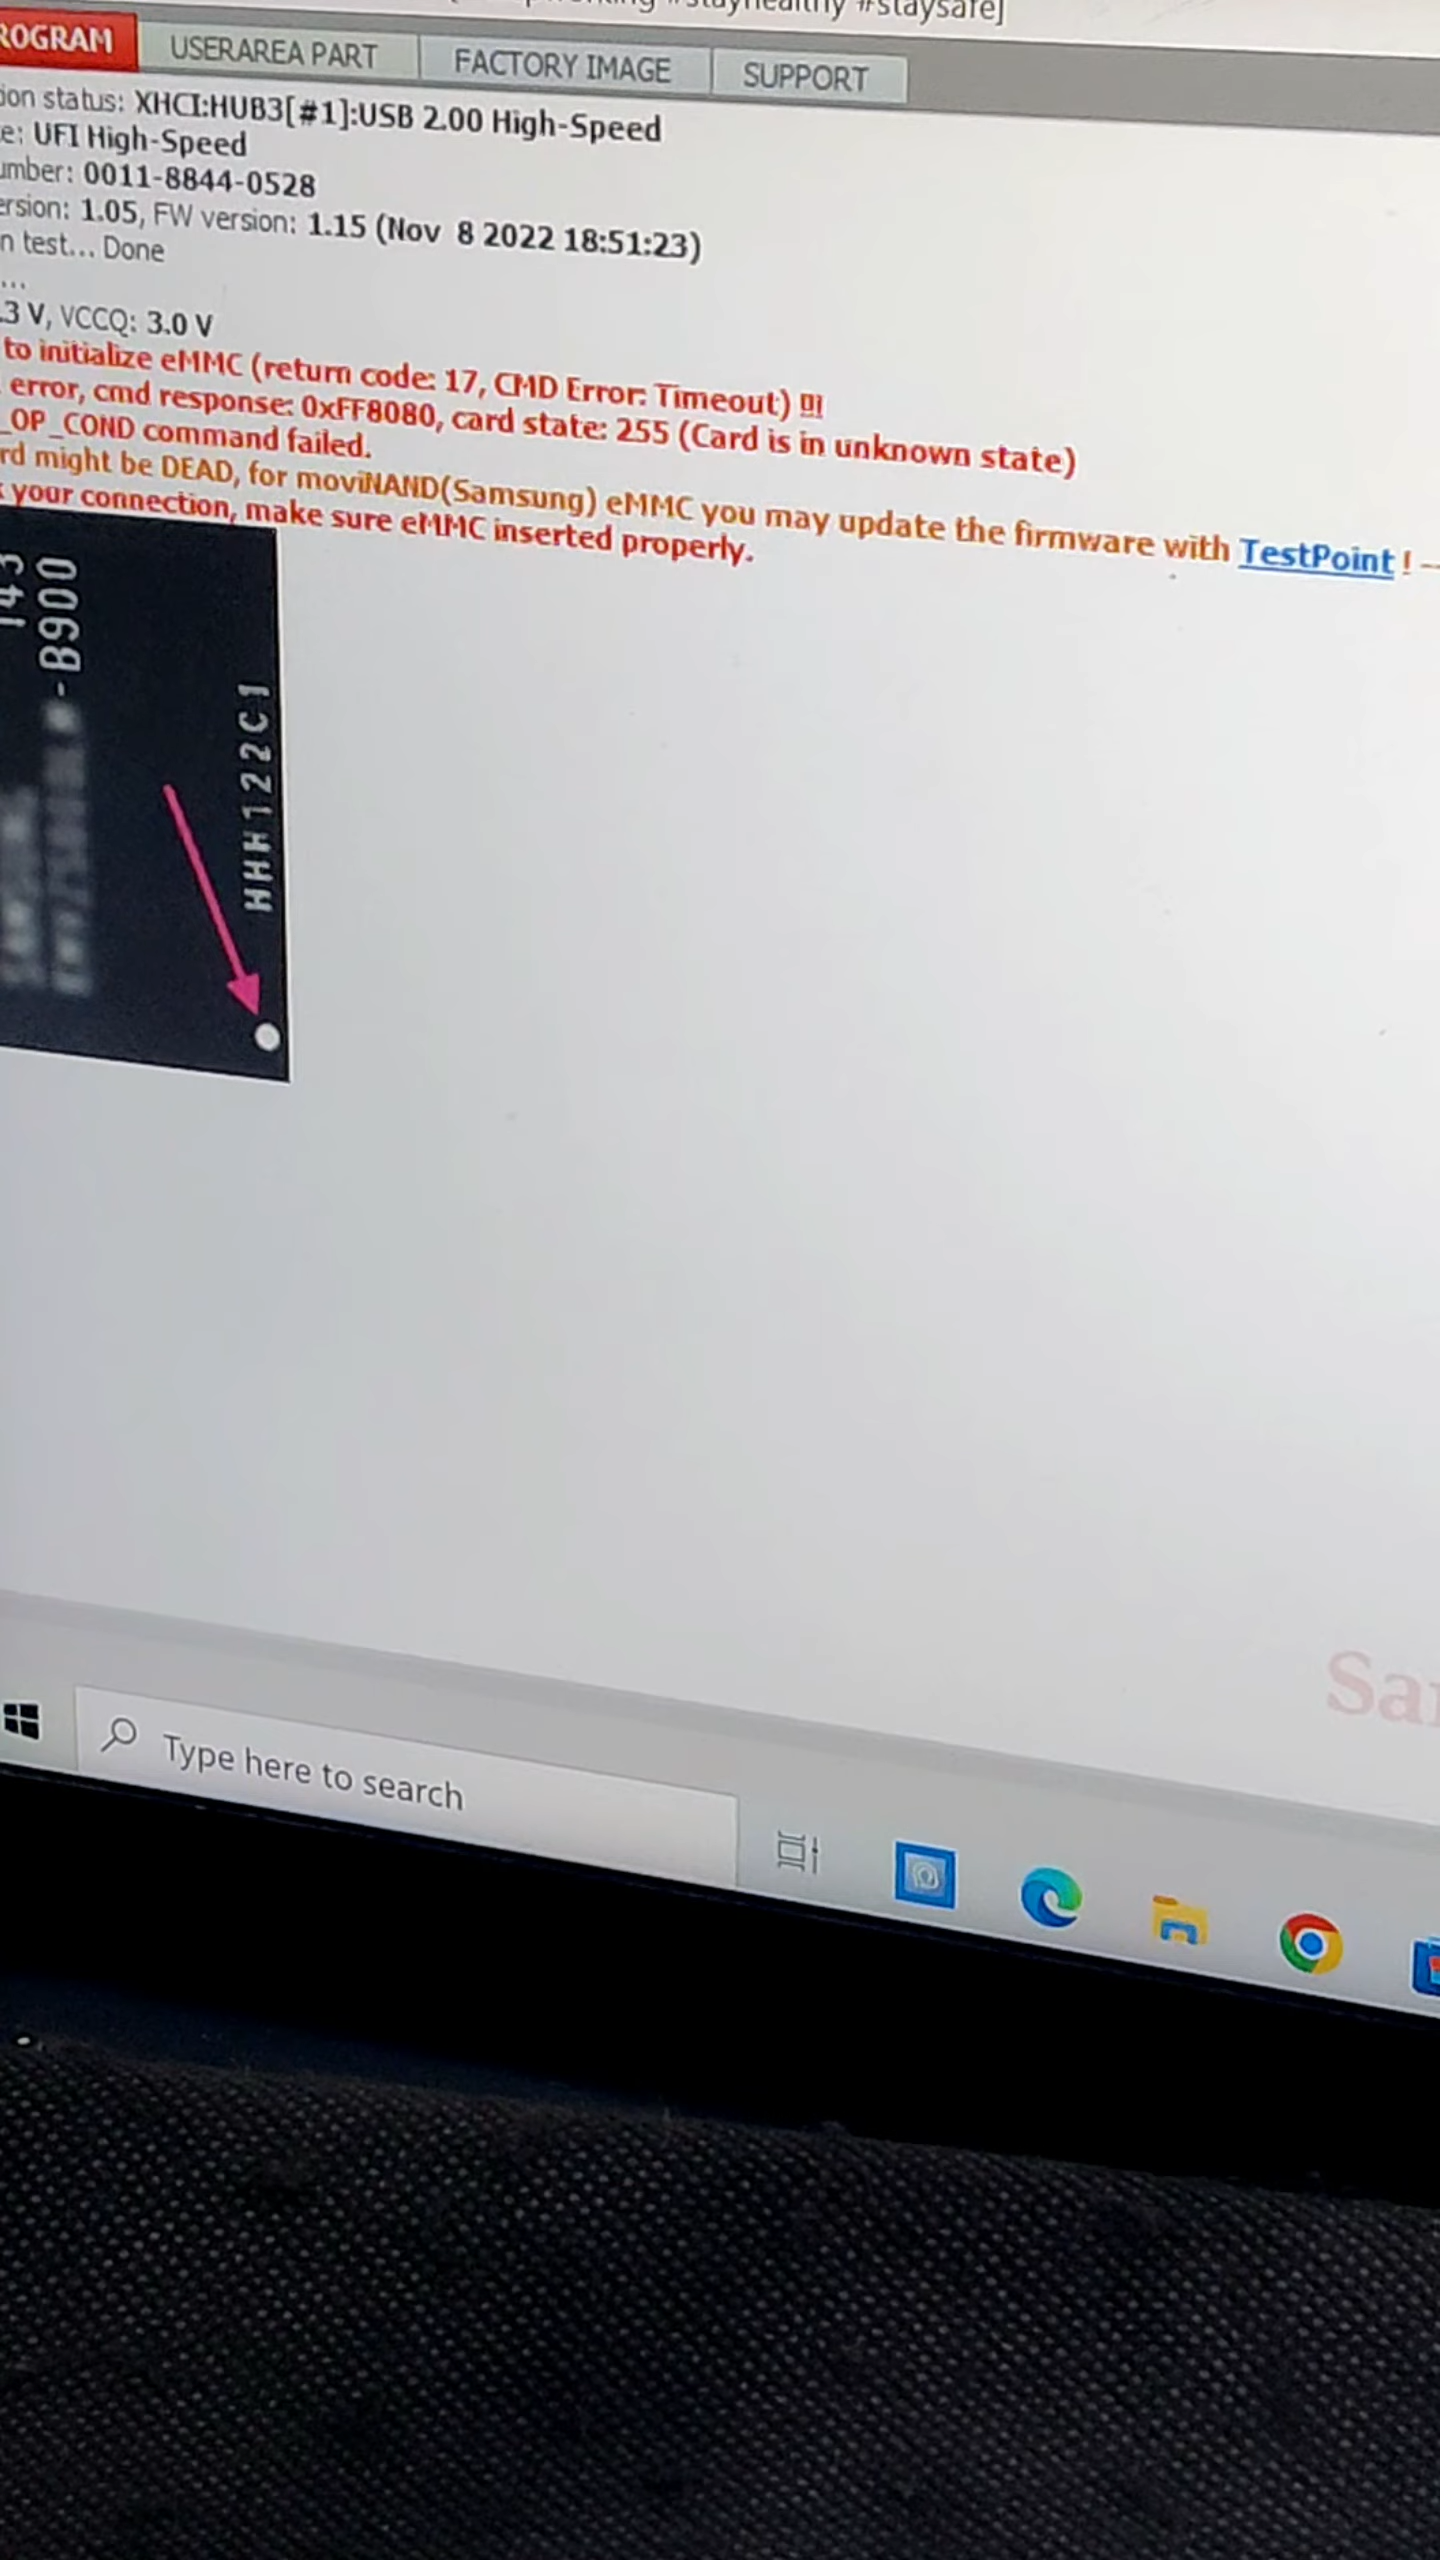 #stayhealthy #staysafe]
ROGRAM
USERAREA PART
FACTORY IMAGE
SUPPORT
ion status: XHCI:HUB3[#1]:USB 2.00 High-Speed
e: UFI High-Speed
umber: 0011-8844-0528
ersion: 1.05, FW version: 1.15 (Nov 8 2022 18:51:23)
n test... Done
...
.3 V, VCCQ: 3.0 V
to initialize eMMC (return code: 17, CMD Error: Timeout)
error, cmd response: 0xFF8080, card state: 255 (Card is in unknown state)
_OP_COND command failed.
rd might be DEAD, for moviNAND(Samsung) eMMC you may update the firmware with TestPoint ! --
your connection, make sure eMMC inserted properly.
143
-B900
HHH122C1
Sa
Type here to search